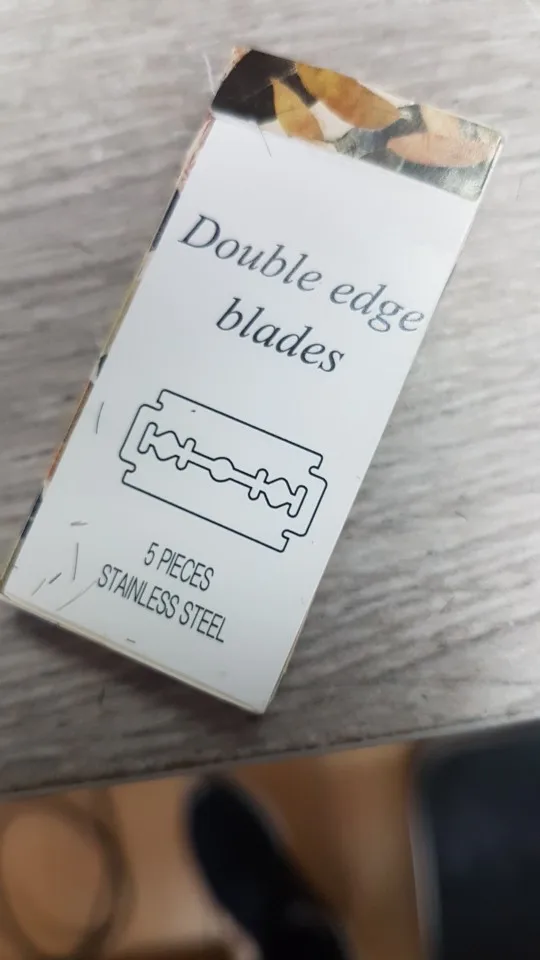 Double edge
blades
5 PIECES
STAINLESS STEEL